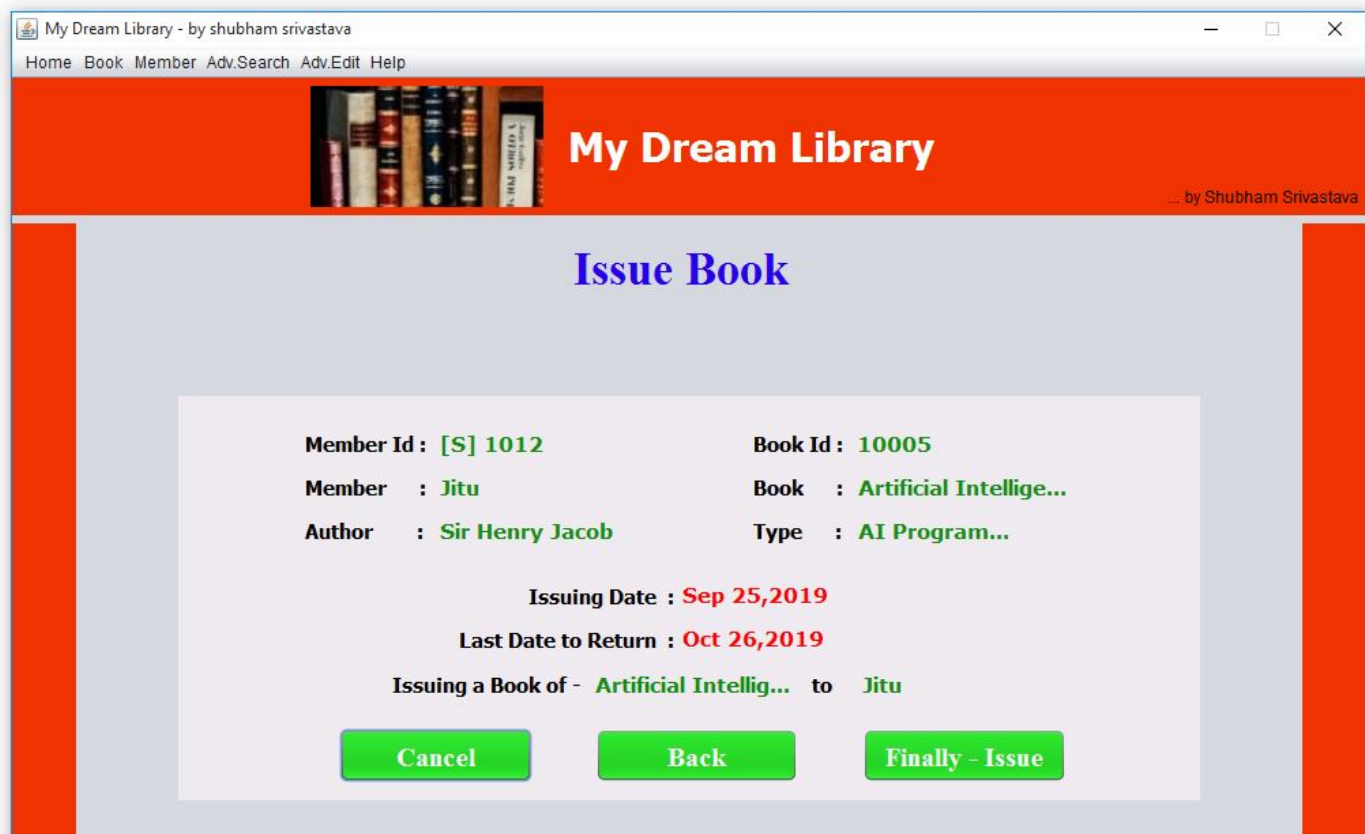 My Dream Library - by shubham srivastava
Home Book Member Adv.Search Adv.Edit Help
My Dream Library
... by Shubham Srivastava
Issue Book
Member Id : [S] 1012 Book Id : 10005
Member : Jitu Book : Artificial Intellige...
Author : Sir Henry Jacob Type : AI Program...
Issuing Date : Sep 25,2019
Last Date to Return : Oct 26,2019
Issuing a Book of - Artificial Intellig... to Jitu
Cancel Back Finally - Issue